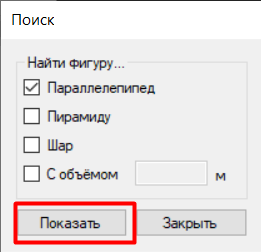 Поиск
Найти фигуру...
Параллелепипед
Пирамиду
Шар
С объёмом м
Показать Закрыть